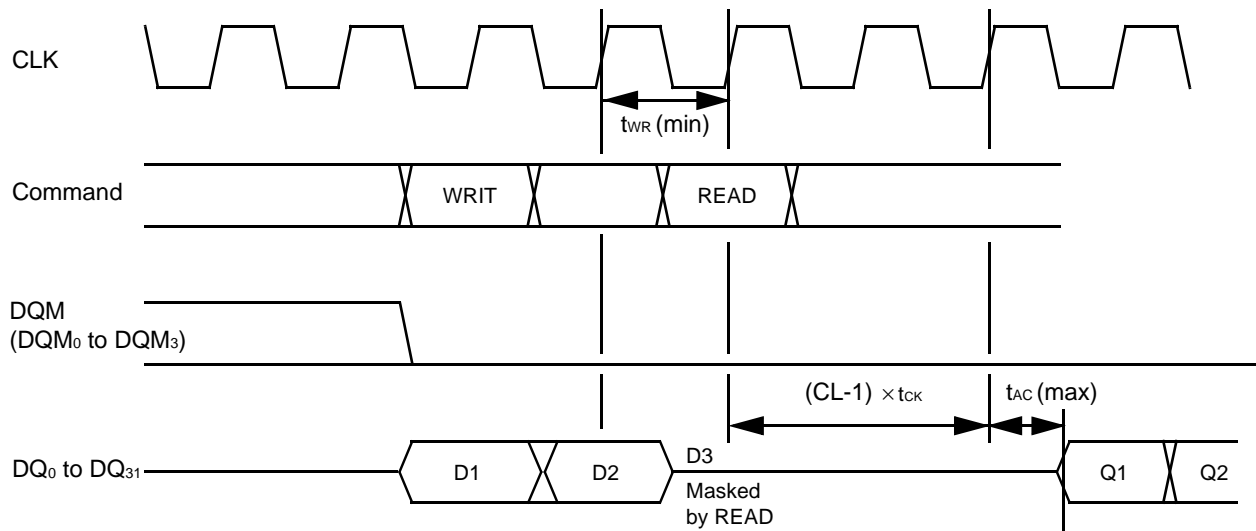 CLK
tWR (min)
Command
WRIT
READ
DQM
(DQM0 to DQM3)
(CL-1) × tCK
tAC (max)
DQ0 to DQ31
D1
D2
D3
Masked
by READ
Q1
Q2